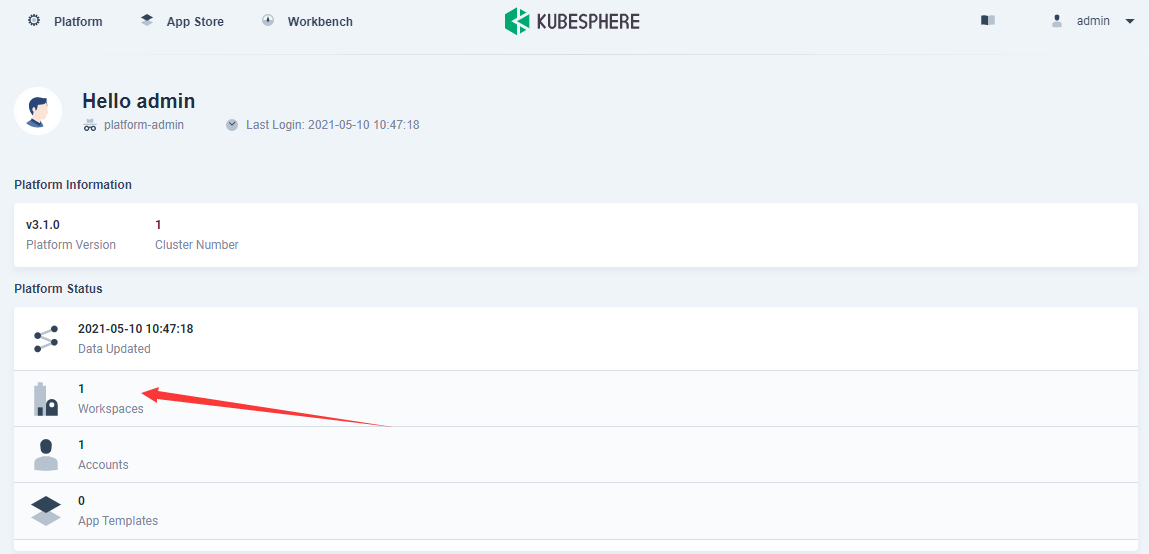 Platform App Store Workbench KUBESPHERE admin
Hello admin
platform-admin Last Login: 2021-05-10 10:47:18
Platform Information
v3.1.0 1
Platform Version Cluster Number
Platform Status
2021-05-10 10:47:18
Data Updated
1
Workspaces
1
Accounts
0
App Templates